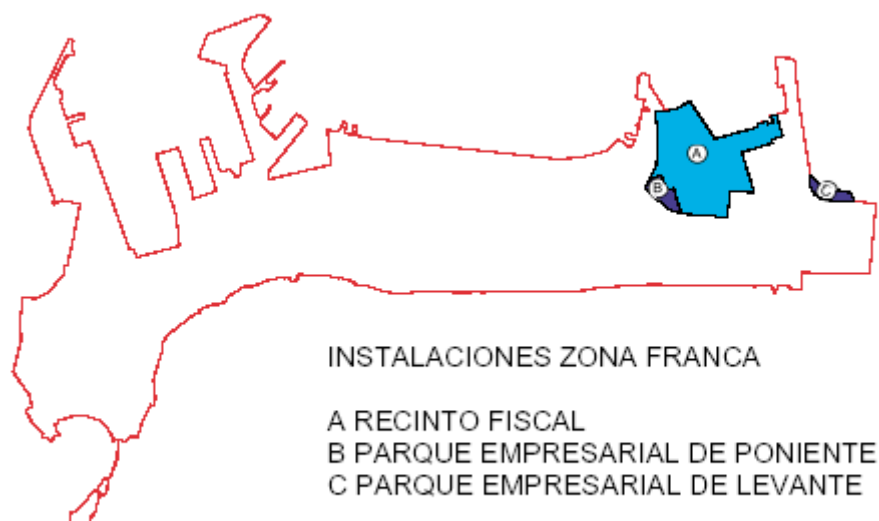 A
B
C
INSTALACIONES ZONA FRANCA
A RECINTO FISCAL
B PARQUE EMPRESARIAL DE PONIENTE
C PARQUE EMPRESARIAL DE LEVANTE